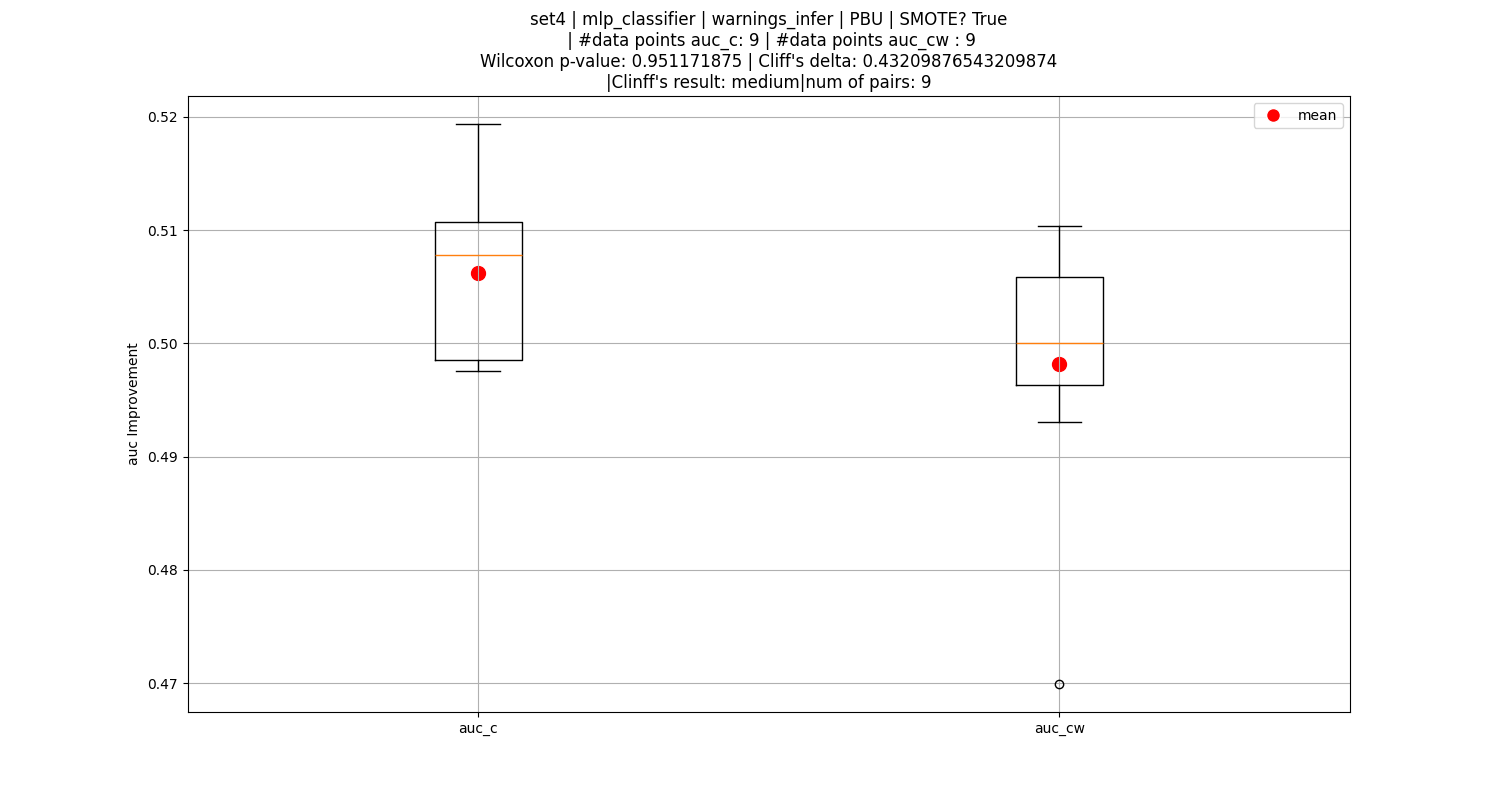 set4 | mlp_classifier | warnings_infer | PBU | SMOTE? True
| #data points auc_c: 9 | #data points auc_cw : 9
Wilcoxon p-value: 0.951171875 | Cliff's delta: 0.43209876543209874
|Clinff's result: medium|num of pairs: 9
mean
0.52
0.51
0.50
0.49
0.48
0.47
auc Improvement
auc_c
auc_cw